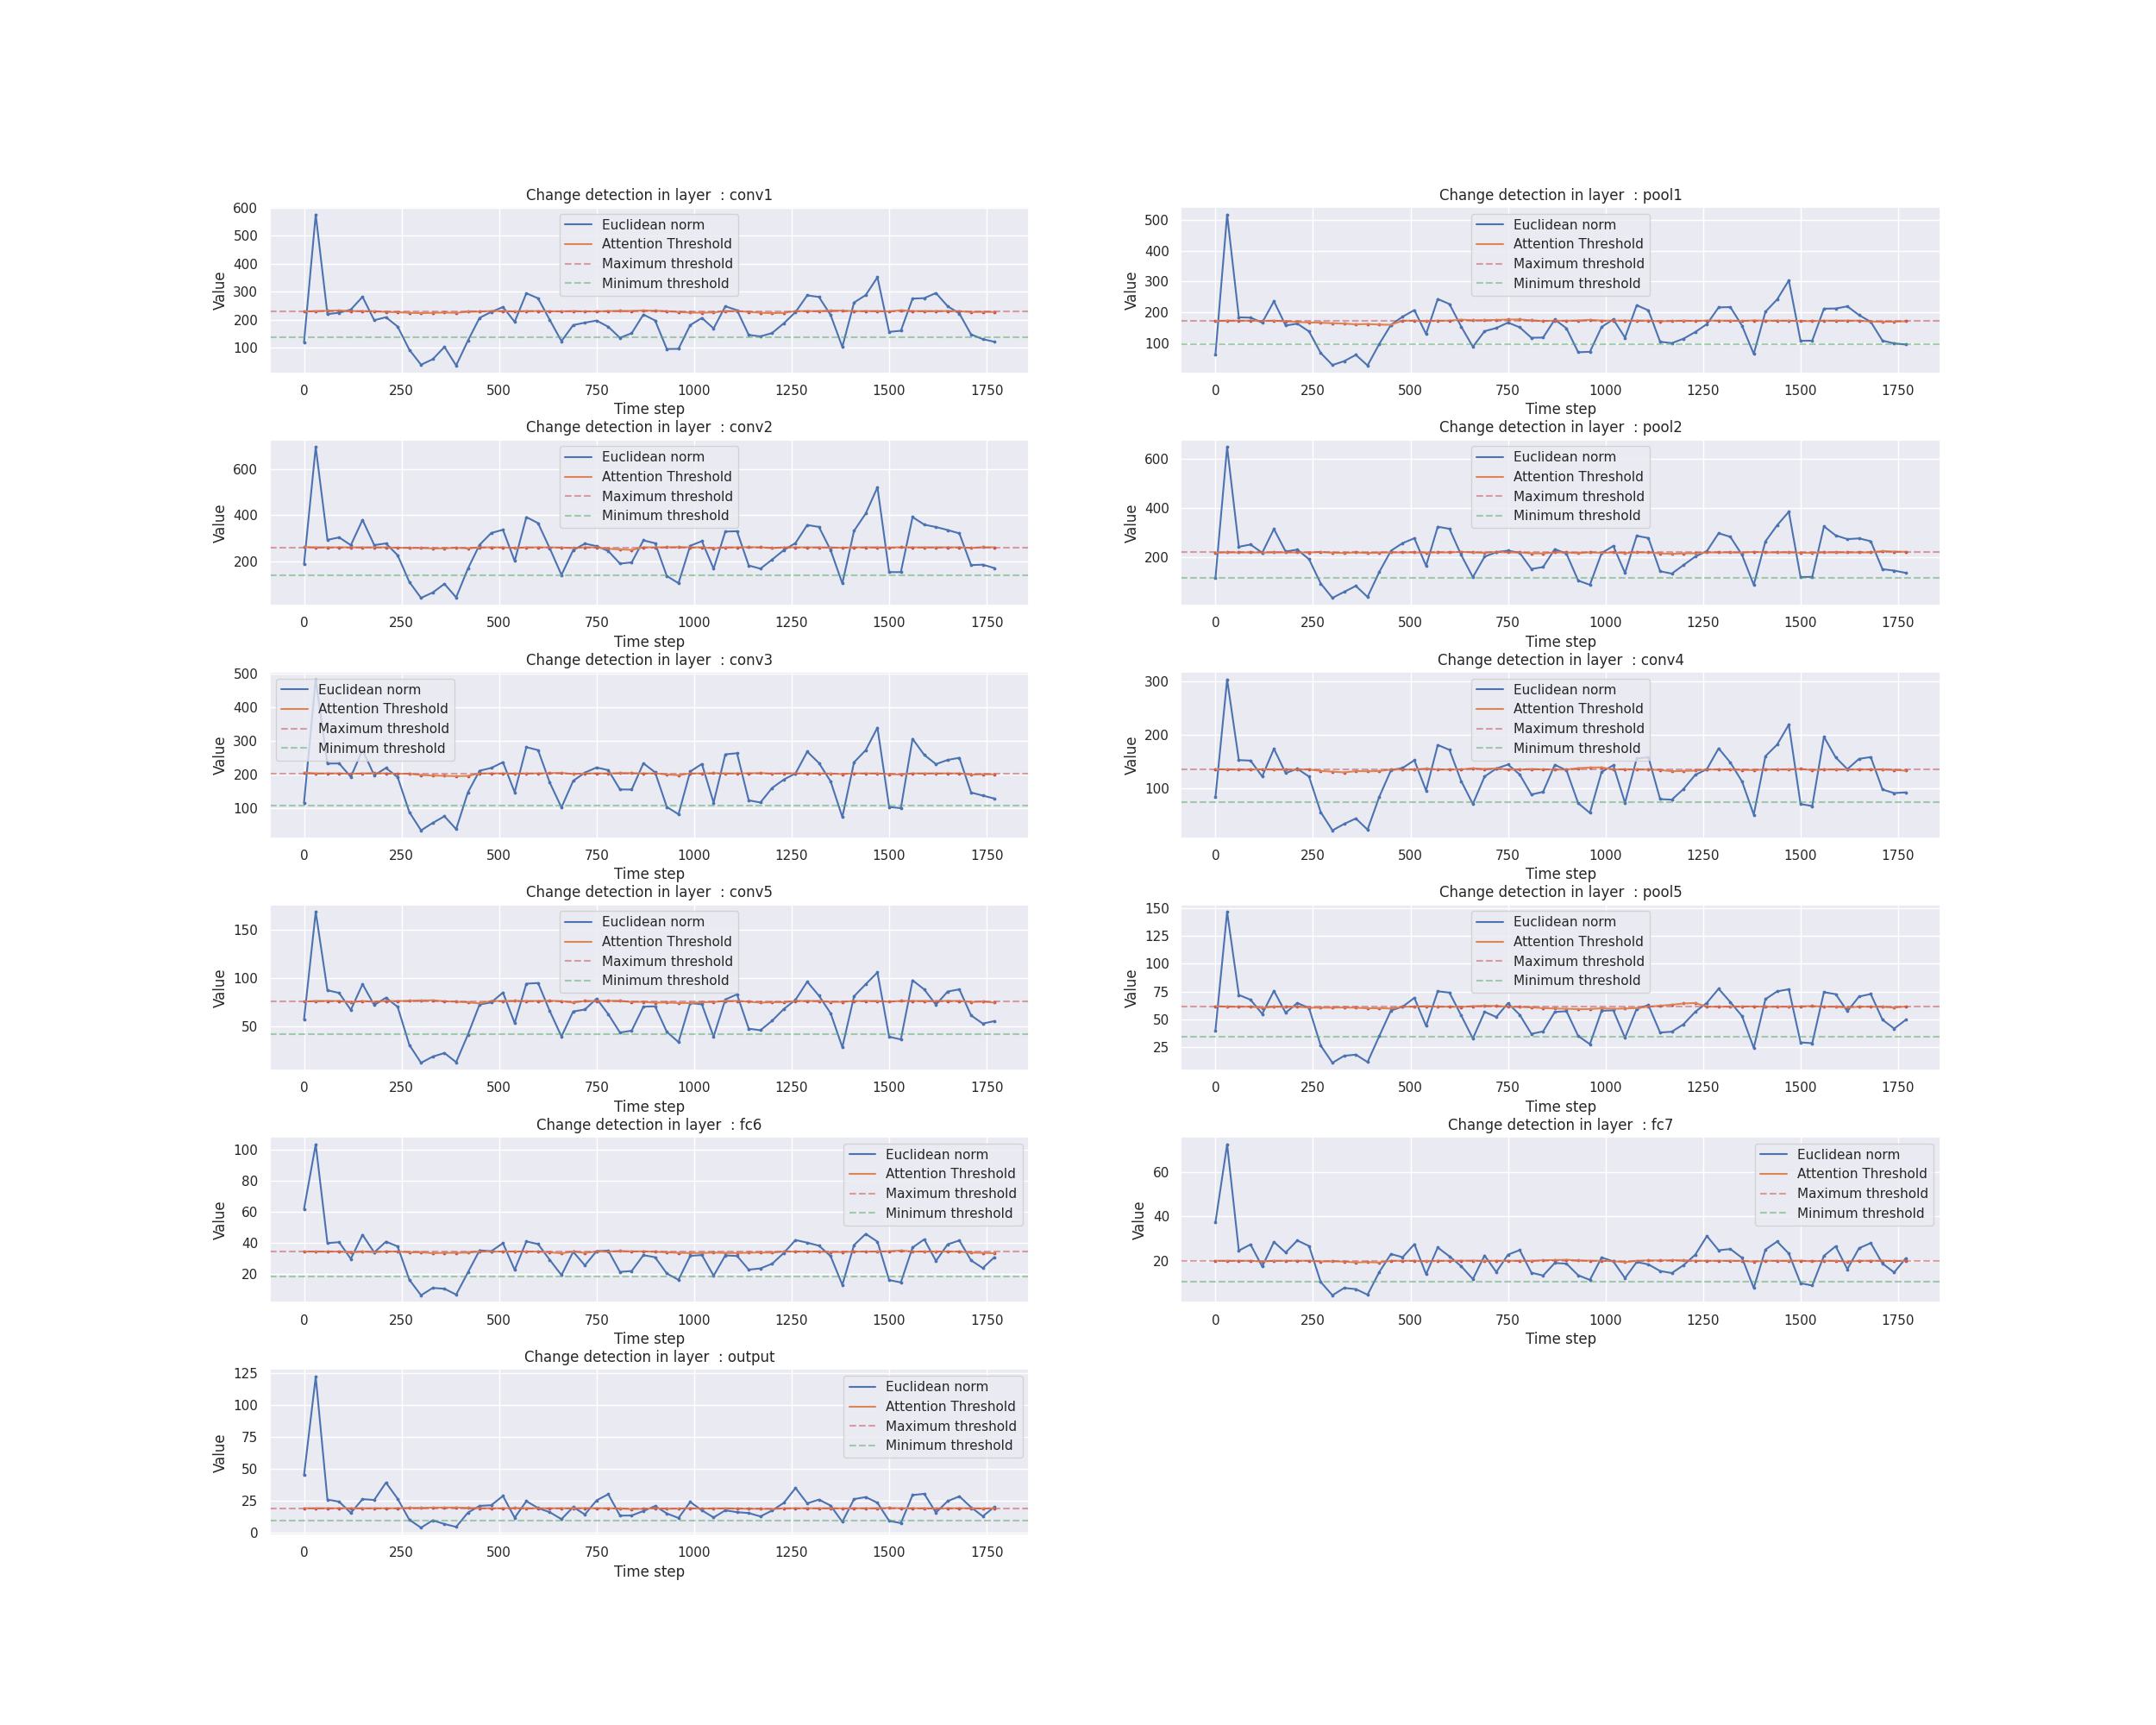 Change detection in layer  : conv1
600
500
400
300
200
100
Value
Euclidean norm
Attention Threshold
Maximum threshold
Minimum threshold
0 250 500 750 1000 1250 1500 1750
Time step
Change detection in layer  : pool1
500
400
300
200
100
Value
Euclidean norm
Attention Threshold
Maximum threshold
Minimum threshold
0 250 500 750 1000 1250 1500 1750
Time step
Change detection in layer  : conv2
600
400
200
Value
Euclidean norm
Attention Threshold
Maximum threshold
Minimum threshold
0 250 500 750 1000 1250 1500 1750
Time step
Change detection in layer  : pool2
600
400
200
Value
Euclidean norm
Attention Threshold
Maximum threshold
Minimum threshold
0 250 500 750 1000 1250 1500 1750
Time step
Change detection in layer  : conv3
500
400
300
200
100
Value
Euclidean norm
Attention Threshold
Maximum threshold
Minimum threshold
0 250 500 750 1000 1250 1500 1750
Time step
Change detection in layer  : conv4
300
200
100
Value
Euclidean norm
Attention Threshold
Maximum threshold
Minimum threshold
0 250 500 750 1000 1250 1500 1750
Time step
Change detection in layer  : conv5
150
100
50
Value
Euclidean norm
Attention Threshold
Maximum threshold
Minimum threshold
0 250 500 750 1000 1250 1500 1750
Time step
Change detection in layer  : pool5
150
125
100
75
50
25
Value
Euclidean norm
Attention Threshold
Maximum threshold
Minimum threshold
0 250 500 750 1000 1250 1500 1750
Time step
Change detection in layer  : fc6
100
80
60
40
20
Value
Euclidean norm
Attention Threshold
Maximum threshold
Minimum threshold
0 250 500 750 1000 1250 1500 1750
Time step
Change detection in layer  : fc7
60
40
20
Value
Euclidean norm
Attention Threshold
Maximum threshold
Minimum threshold
0 250 500 750 1000 1250 1500 1750
Time step
Change detection in layer  : output
125
100
75
50
25
0
Value
Euclidean norm
Attention Threshold
Maximum threshold
Minimum threshold
0 250 500 750 1000 1250 1500 1750
Time step